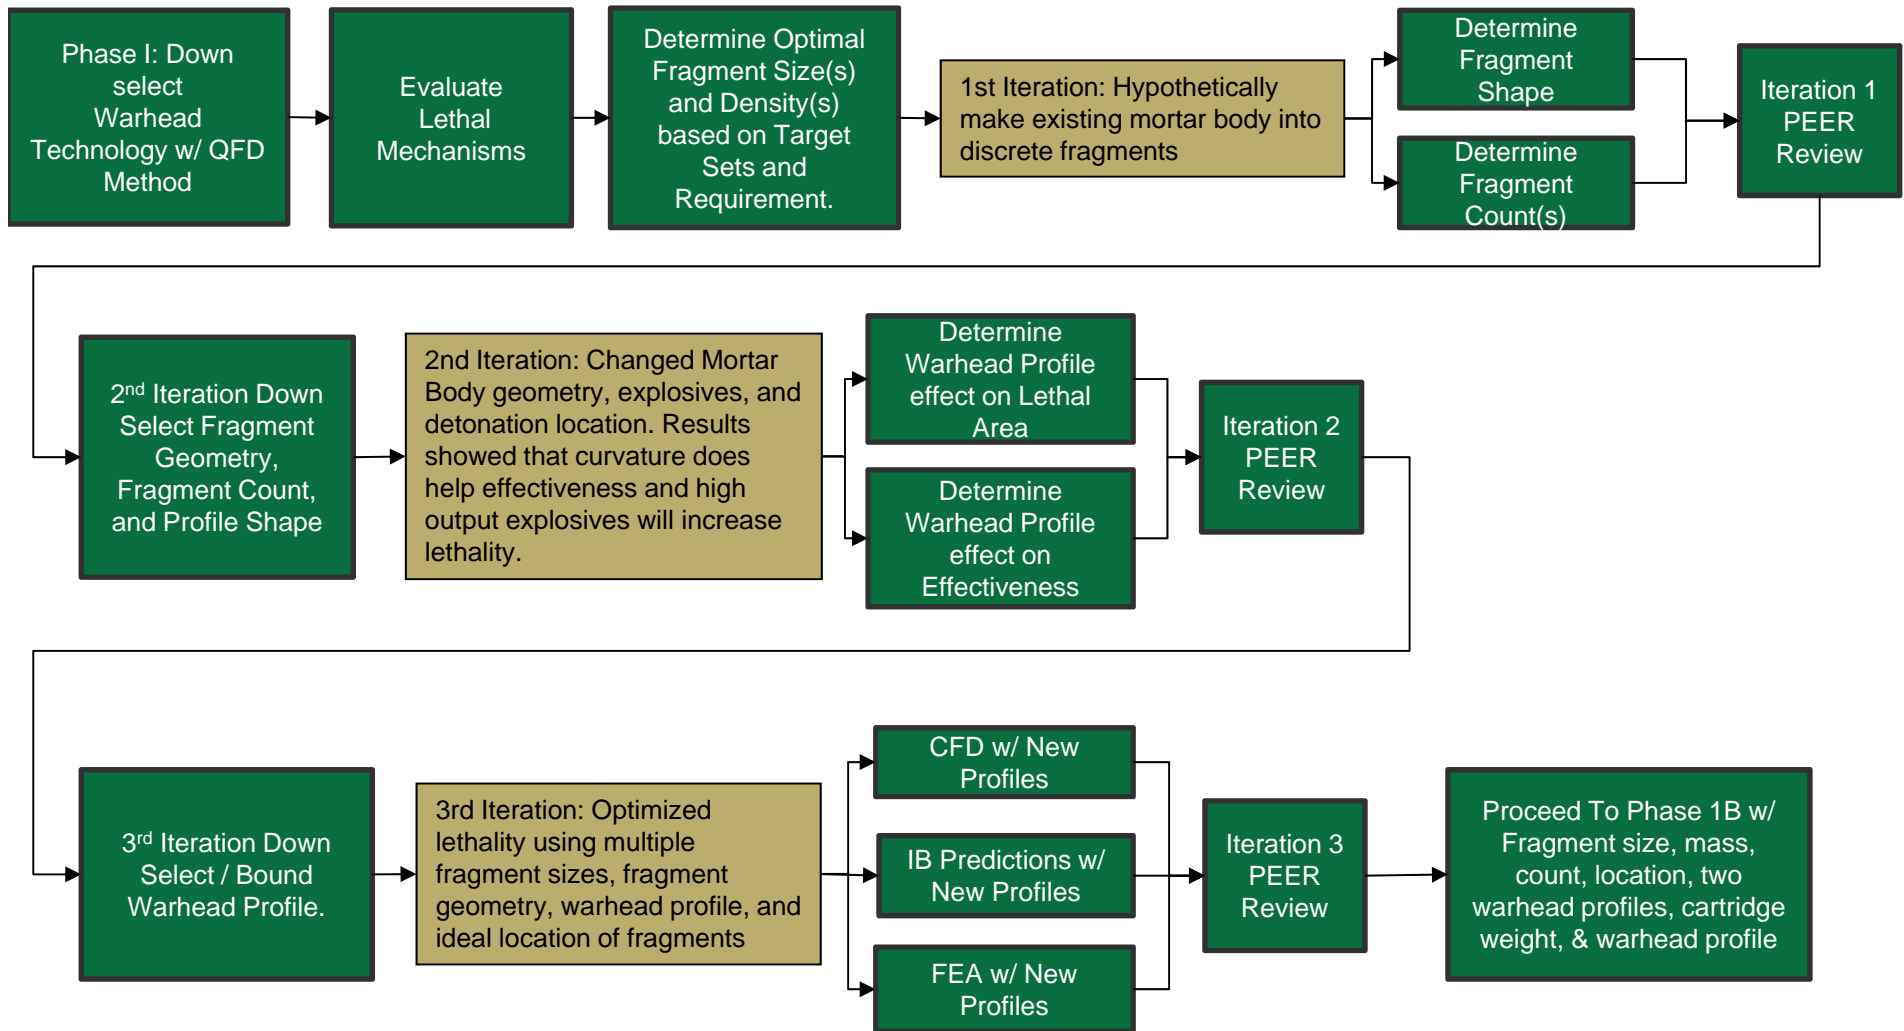 Phase I: Down
select
Warhead
Technology w/ QFD
Method
Evaluate
Lethal
Mechanisms
Determine Optimal
Fragment Size(s)
and Density(s)
based on Target
Sets and
Requirement.
1st Iteration: Hypothetically
make existing mortar body into
discrete fragments
Determine
Fragment
Shape
Determine
Fragment
Count(s)
Iteration 1
PEER
Review
2nd Iteration Down
Select Fragment
Geometry,
Fragment Count,
and Profile Shape
2nd Iteration: Changed Mortar
Body geometry, explosives, and
detonation location. Results
showed that curvature does
help effectiveness and high
output explosives will increase
lethality.
Determine
Warhead Profile
effect on Lethal
Area
Determine
Warhead Profile
effect on
Effectiveness
Iteration 2
PEER
Review
3rd Iteration Down
Select / Bound
Warhead Profile.
3rd Iteration: Optimized
lethality using multiple
fragment sizes, fragment
geometry, warhead profile, and
ideal location of fragments
CFD w/ New
Profiles
IB Predictions w/
New Profiles
FEA w/ New
Profiles
Iteration 3
PEER
Review
Proceed To Phase 1B w/
Fragment size, mass,
count, location, two
warhead profiles, cartridge
weight, & warhead profile